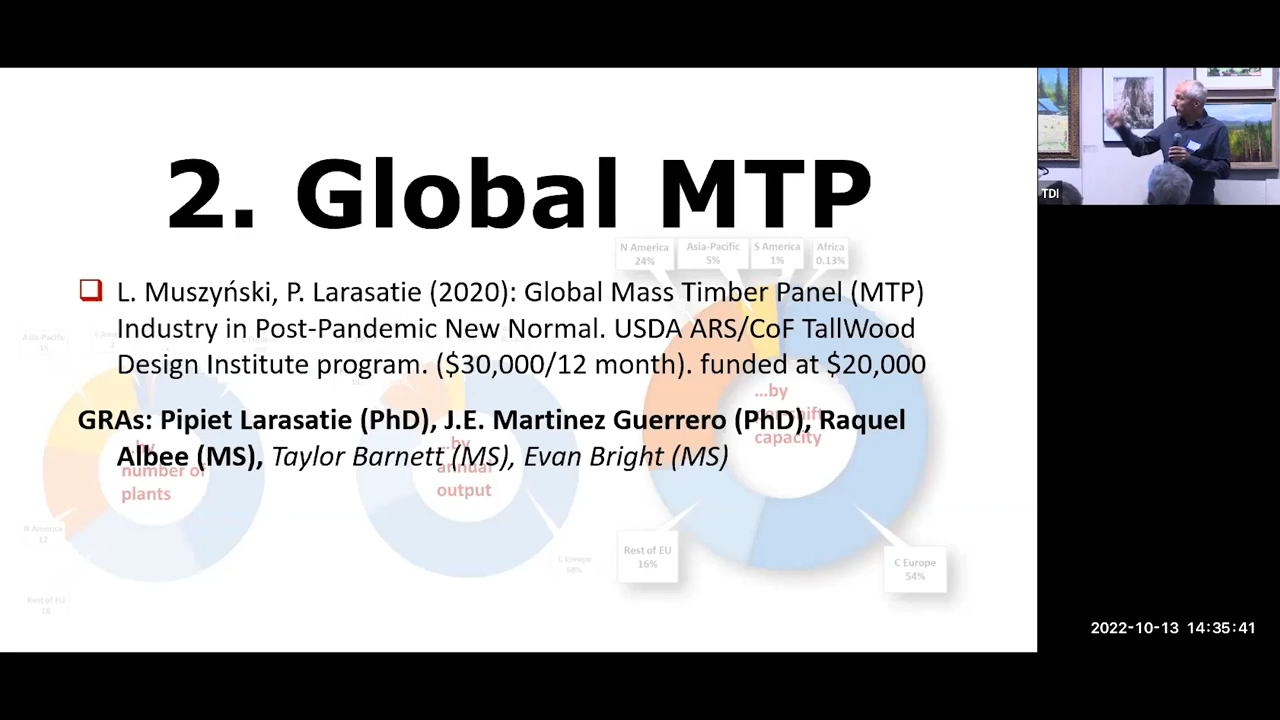 2. Global MTP
N America
24%
Asia-Pacific
5%
S America
1%
Africa
0.13%
L. Muszyński, P. Larasatie (2020): Global Mass Timber Panel (MTP)
Industry in Post-Pandemic New Normal. USDA ARS/CoF TallWood
Design Institute program. ($30,000/12 month). funded at $20,000
Asia-Pacific
15
...by
capacity
GRAs: Pipiet Larasatie (PhD), J.E. Martinez Guerrero (PhD), Raquel
Albee (MS), Taylor Barnett (MS), Evan Bright (MS)
by
number of
plants
...by
annual
output
N America
12
Rest of EU
16%
C Europe
54%
C Europe
68%
Rest of EU
18
TDI
2022-10-13 14:35:41